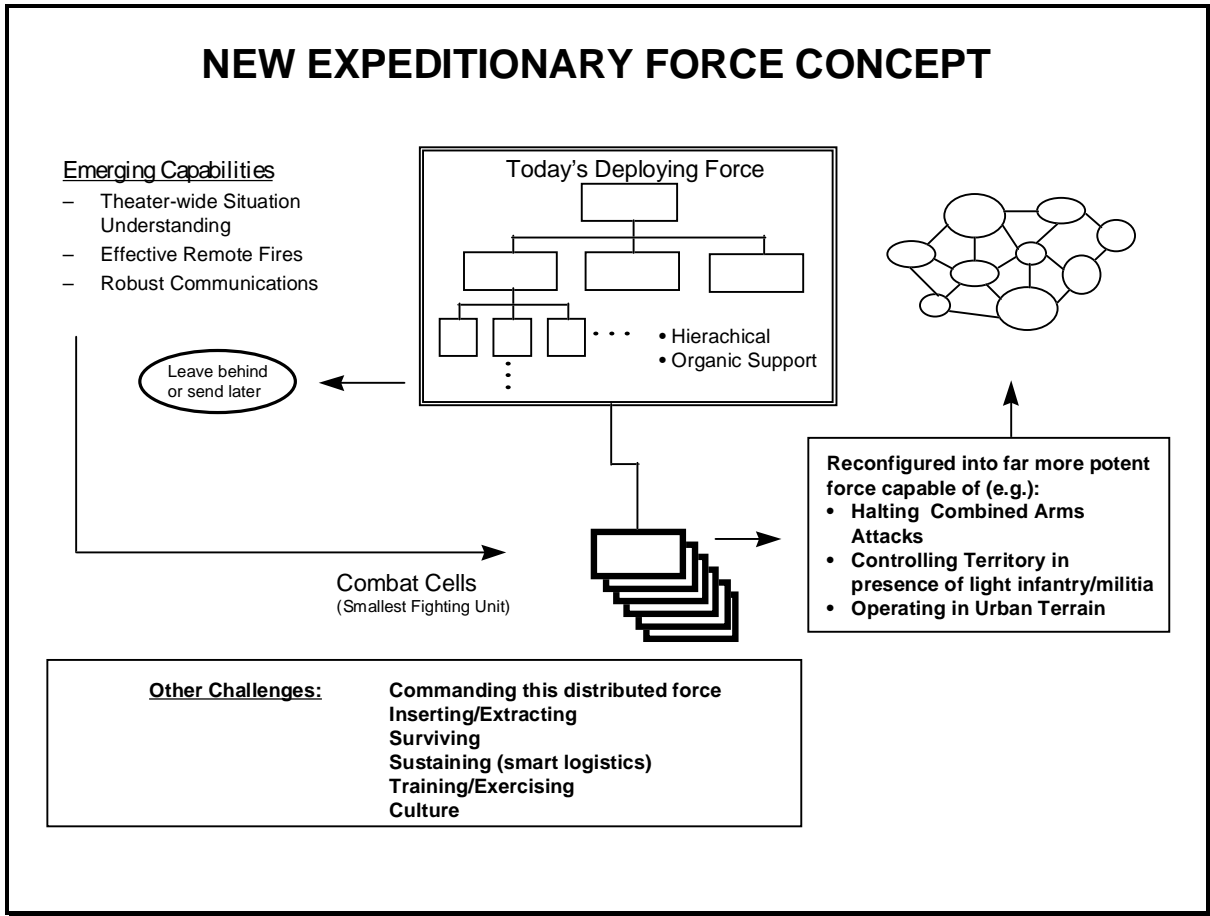 NEW EXPEDITIONARY FORCE CONCEPT
Emerging Capabilities
– Theater-wide Situation
Understanding
– Effective Remote Fires
– Robust Communications
Today's Deploying Force
• Hierachical
• Organic Support
Leave behind
or send later
Combat Cells
(Smallest Fighting Unit)
Reconfigured into far more potent
force capable of (e.g.):
• Halting Combined Arms
Attacks
• Controlling Territory in
presence of light infantry/militia
• Operating in Urban Terrain
Other Challenges: Commanding this distributed force
Inserting/Extracting
Surviving
Sustaining (smart logistics)
Training/Exercising
Culture